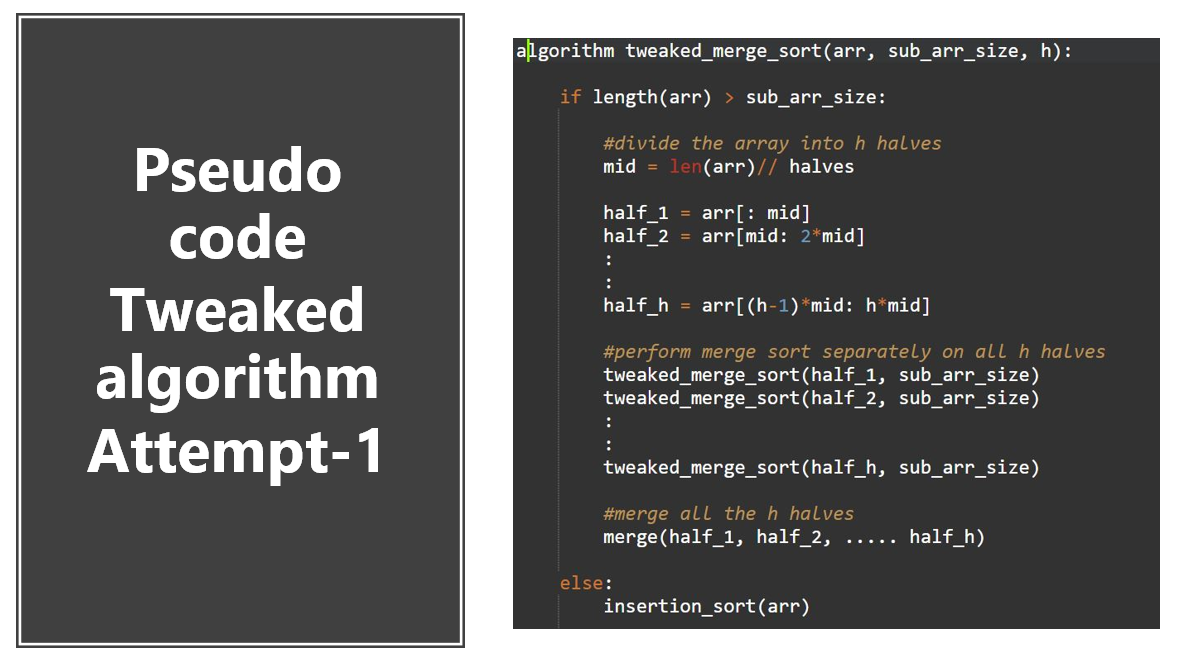 Pseudo
code
Tweaked
algorithm
Attempt-1
algorithm tweaked_merge_sort(arr, sub_arr_size, h):
if length(arr) > sub_arr_size:
#divide the array into h halves
mid = len(arr)// halves
half_1 = arr[: mid]
half_2 = arr[mid: 2*mid]
:
:
half_h = arr[(h-1)*mid: h*mid]
#perform merge sort separately on all h halves
tweaked_merge_sort(half_1, sub_arr_size)
tweaked_merge_sort(half_2, sub_arr_size)
:
:
tweaked_merge_sort(half_h, sub_arr_size)
#merge all the h halves
merge(half_1, half_2, ..... half_h)
else:
insertion_sort(arr)